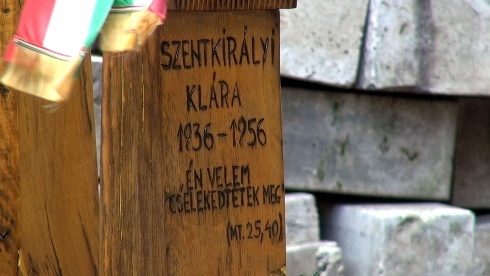 SZENTKIRÁLYI
KLÁRA
1936-1956
ÉN VELEM
CSELEKEDTÉTEK MEG
(MT. 25,40)